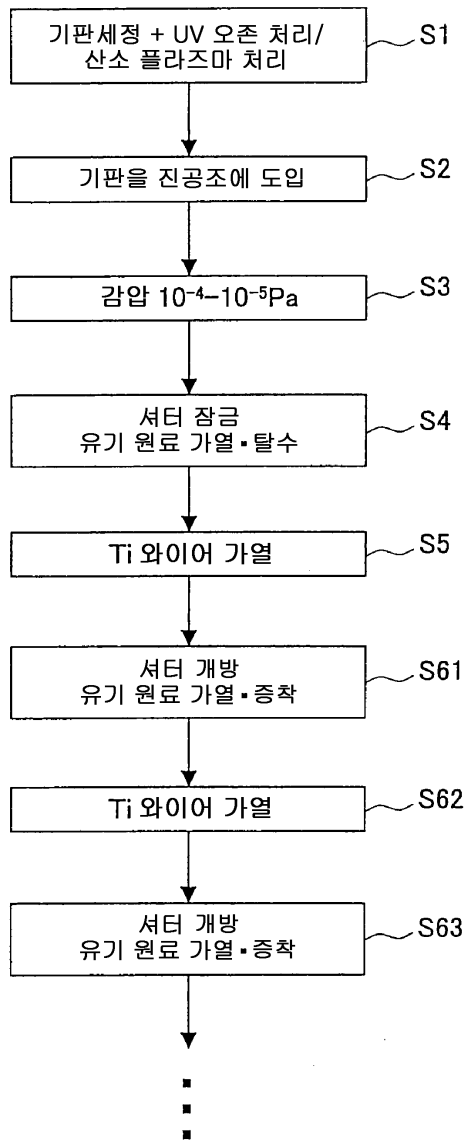 기판세정 + UV 오존 처리/
산소 플라즈마 처리
S1
기판을 진공조에 도입
S2
감압 10⁻⁴–10⁻⁵Pa
S3
셔터 잠금
유기 원료 가열▪탈수
S4
Ti 와이어 가열
S5
셔터 개방
유기 원료 가열▪증착
S61
Ti 와이어 가열
S62
셔터 개방
유기 원료 가열▪증착
S63